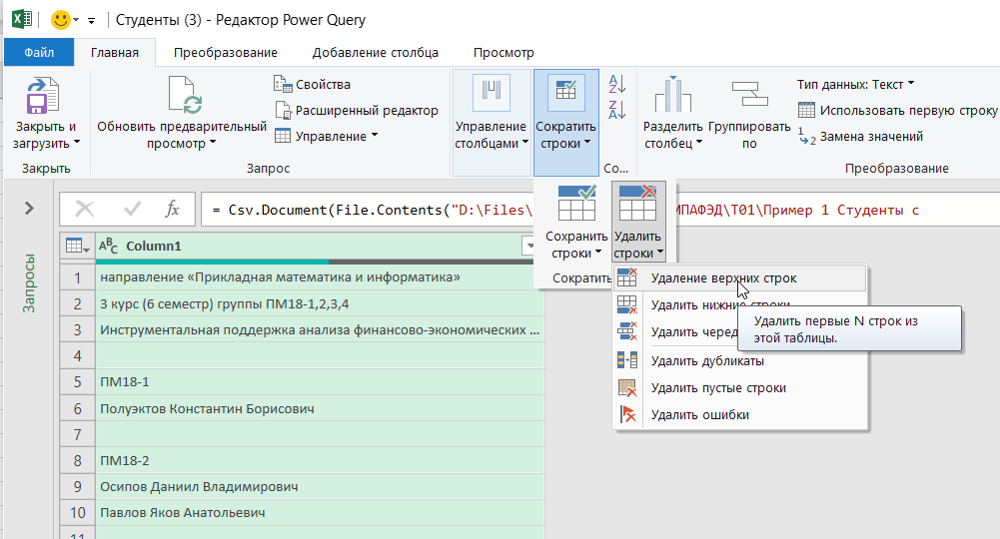 Студенты (3) - Редактор Power Query
Файл
Главная
Преобразование
Добавление столбца
Просмотр
Закрыть и
загрузить
Закрыть
Обновить предварительный
просмотр
Свойства
Расширенный редактор
Управление
Запрос
Управление
столбцами
Сократить
строки
Со...
Разделить
столбец
Группировать
по
Тип данных: Текст
Использовать первую строку
Замена значений
Преобразование
fx
= Csv.Document(File.Contents("D:\Files\
МПАФЭД\T01\Пример 1 Студенты с
Сохранить
строки
Удалить
строки
Сократить
Удаление верхних строк
Удалить нижние строки
Удалить черед
Удалить первые N строк из
этой таблицы.
Удалить дубликаты
Удалить пустые строки
Удалить ошибки
Запросы
ABC Column1
1 направление «Прикладная математика и информатика»
2 3 курс (6 семестр) группы ПМ18-1,2,3,4
3 Инструментальная поддержка анализа финансово-экономических ...
4
5 ПМ18-1
6 Полуэктов Константин Борисович
7
8 ПМ18-2
9 Осипов Даниил Владимирович
10 Павлов Яков Анатольевич
11